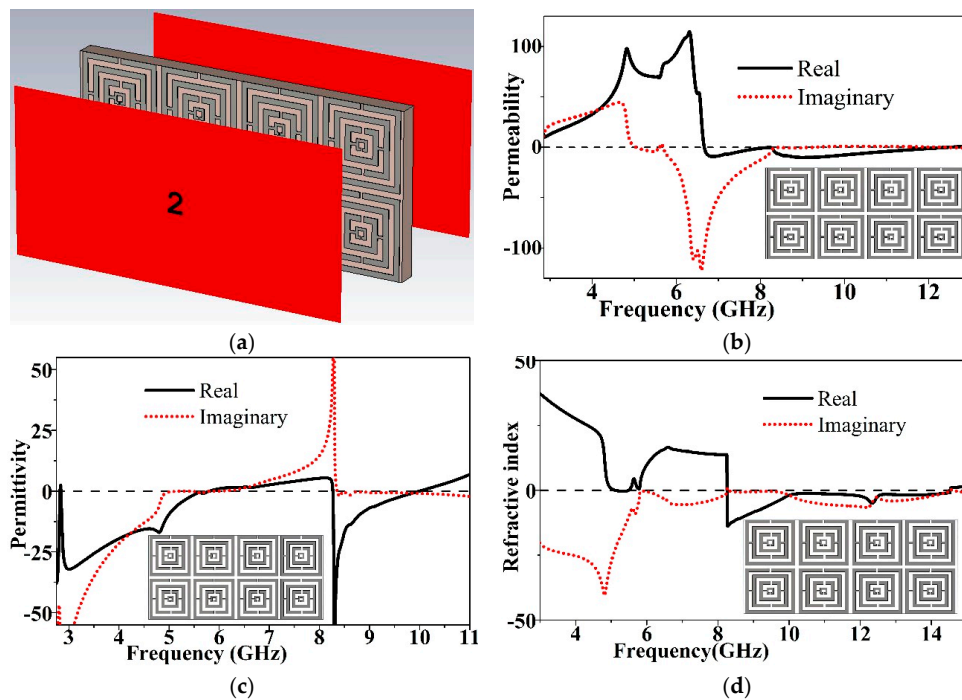 2
(a)
100
0
-100
Permeability
Real
Imaginary
4 6 8 10 12
Frequency (GHz)
(b)
50
25
0
-25
-50
Permittivity
Real
Imaginary
3 4 5 6 7 8 9 10 11
Frequency (GHz)
(c)
50
25
0
-25
-50
Refractive index
Real
Imaginary
4 6 8 10 12 14
Frequency(GHz)
(d)